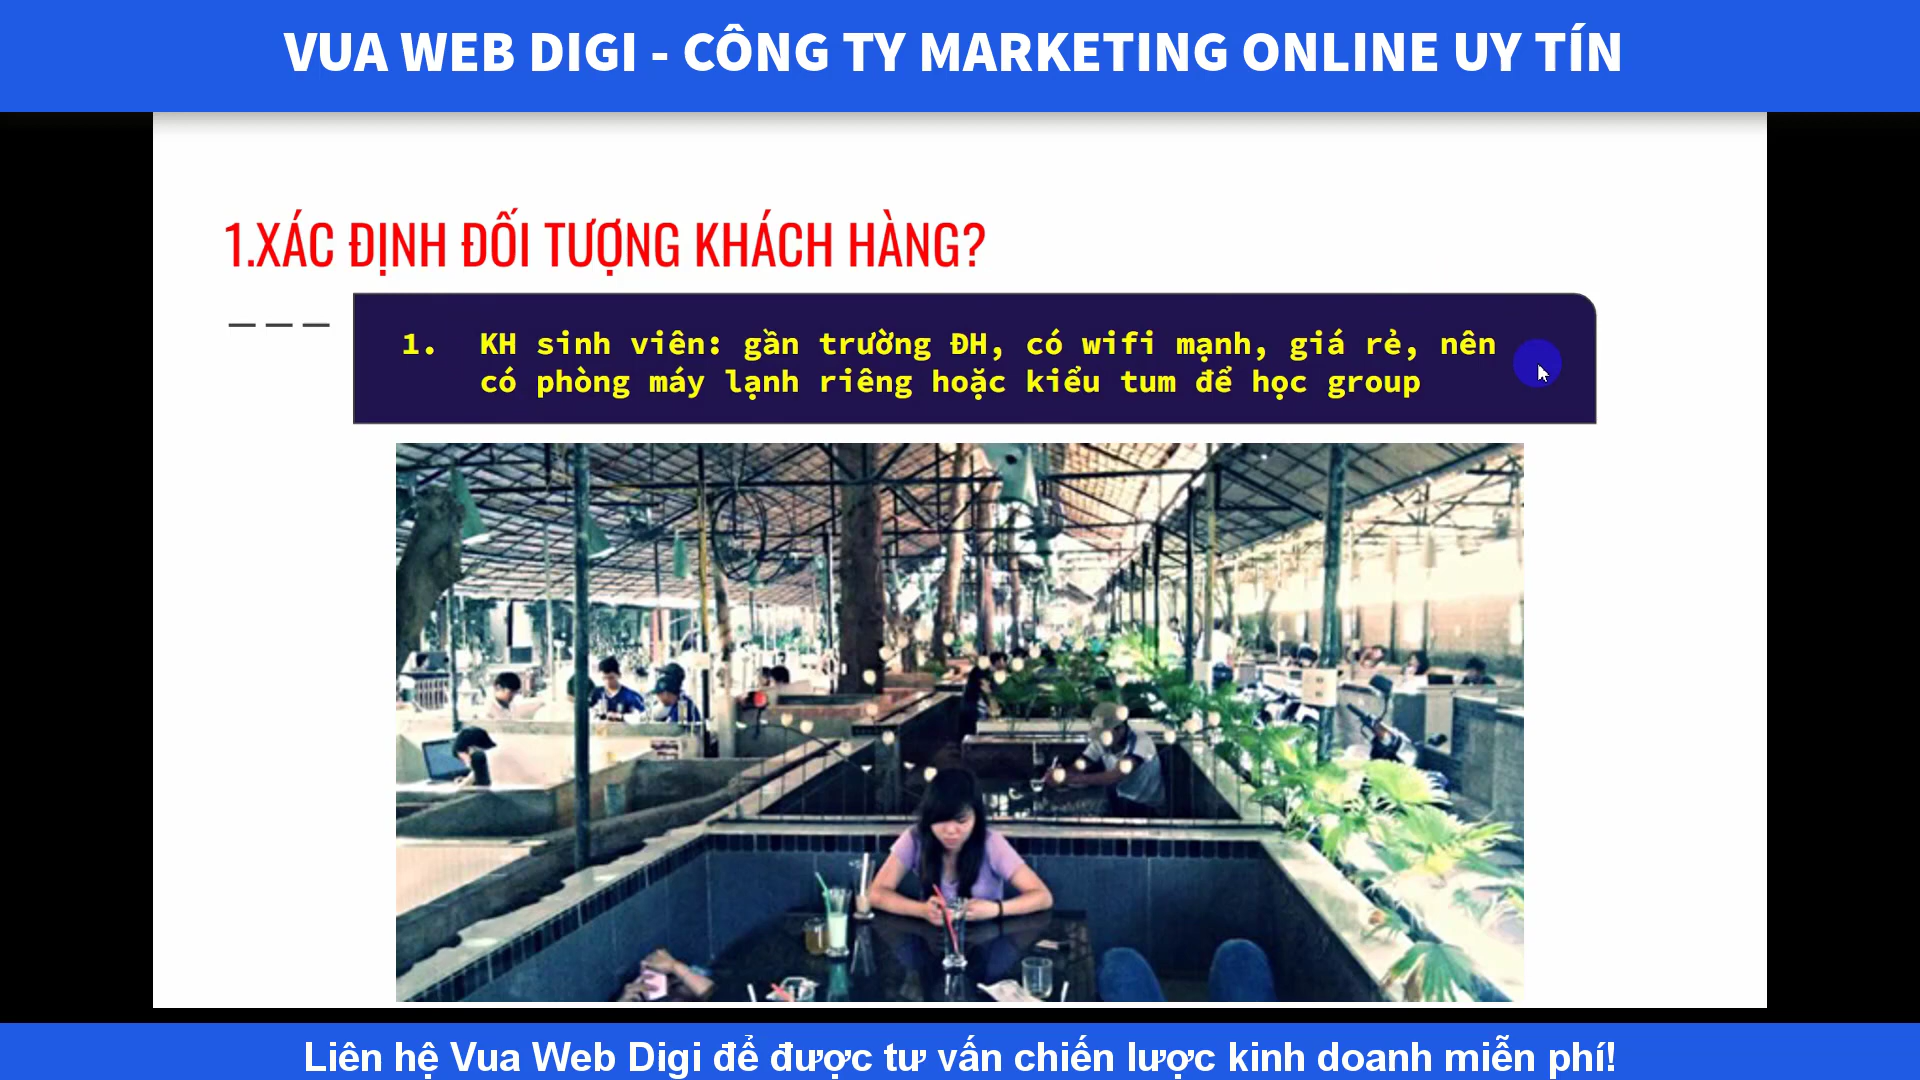 VUA WEB DIGI - CÔNG TY MARKETING ONLINE UY TÍN
1.XÁC ĐỊNH ĐỐI TƯỢNG KHÁCH HÀNG?
1. KH sinh viên: gần trường ĐH, có wifi mạnh, giá rẻ, nên
có phòng máy lạnh riêng hoặc kiểu tum để học group
Liên hệ Vua Web Digi để được tư vấn chiến lược kinh doanh miễn phí!